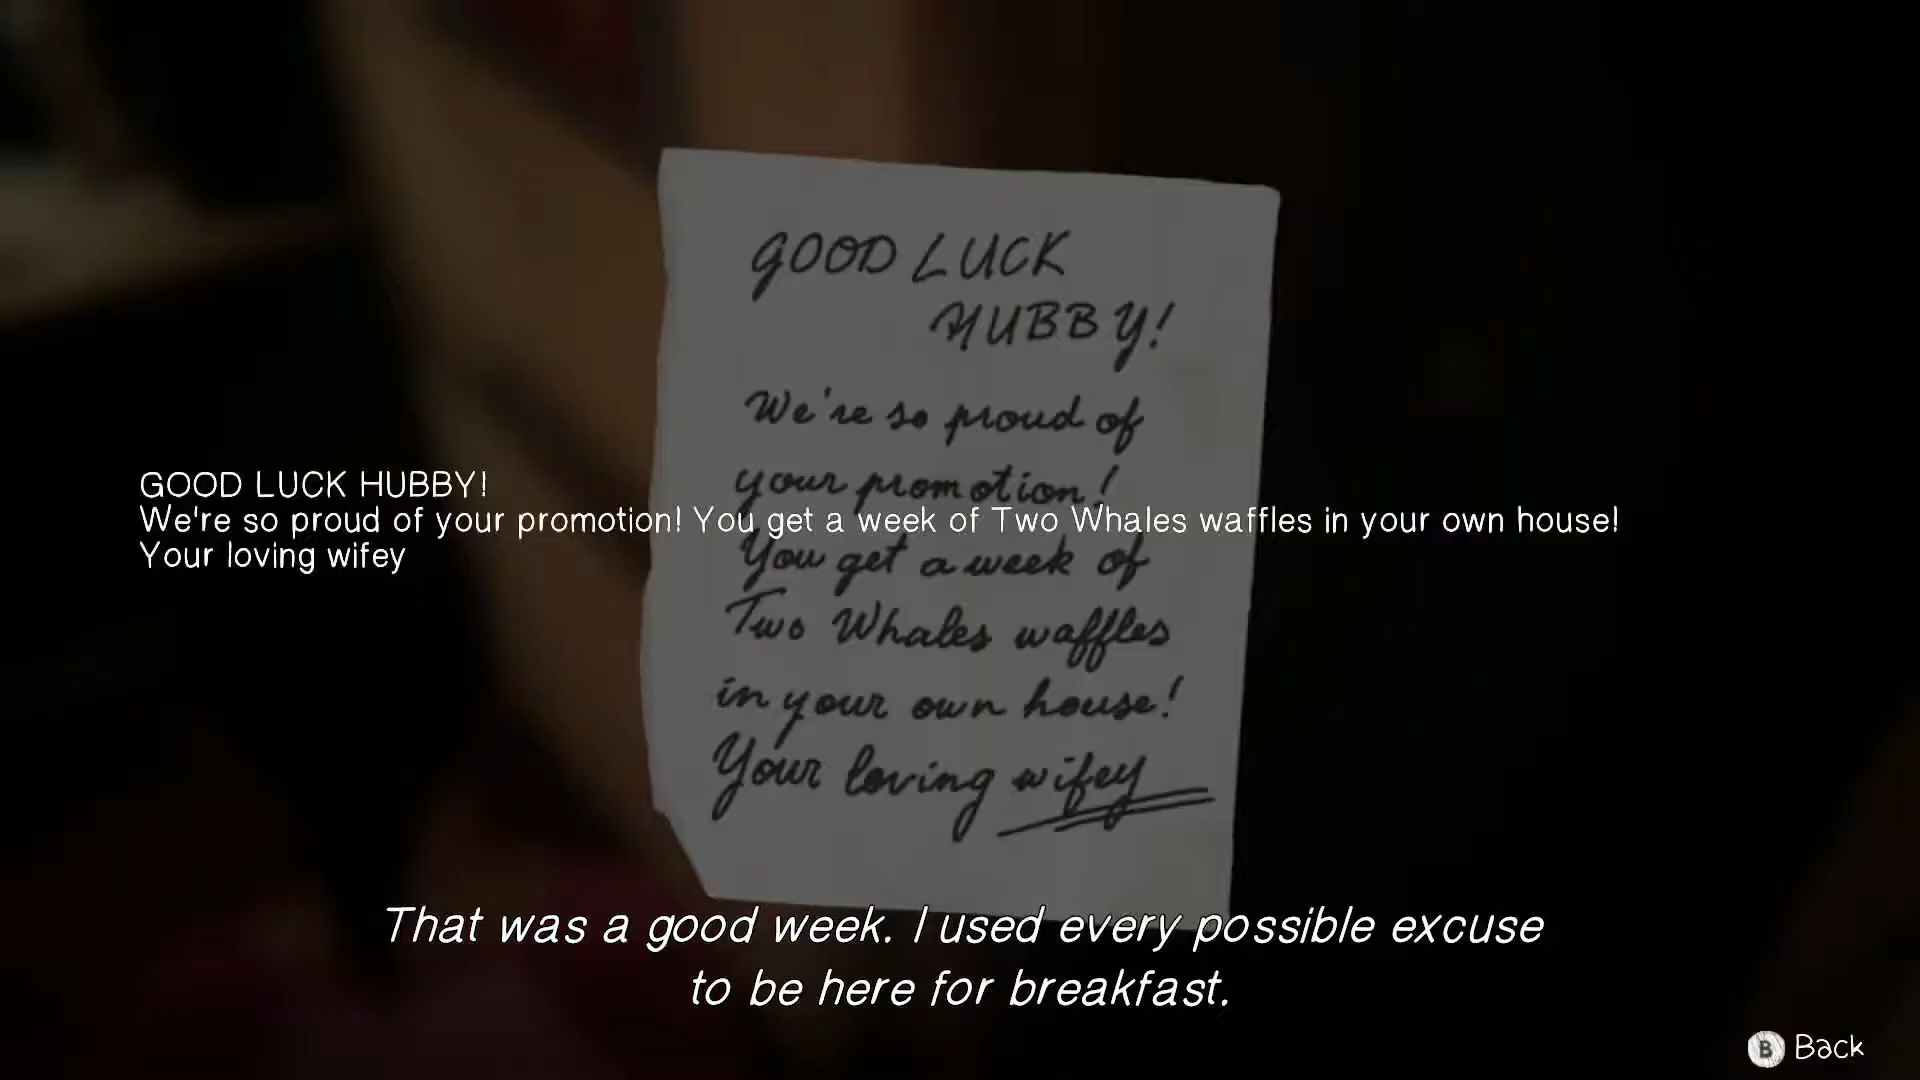 GOOD LUCK
HUBBY!
We're so proud of
your promotion!
You get a week of
Two Whales waffles
in your own house!
Your loving wifey
GOOD LUCK HUBBY!
We're so proud of your promotion! You get a week of Two Whales waffles in your own house!
Your loving wifey
That was a good week. I used every possible excuse
to be here for breakfast.
B Back